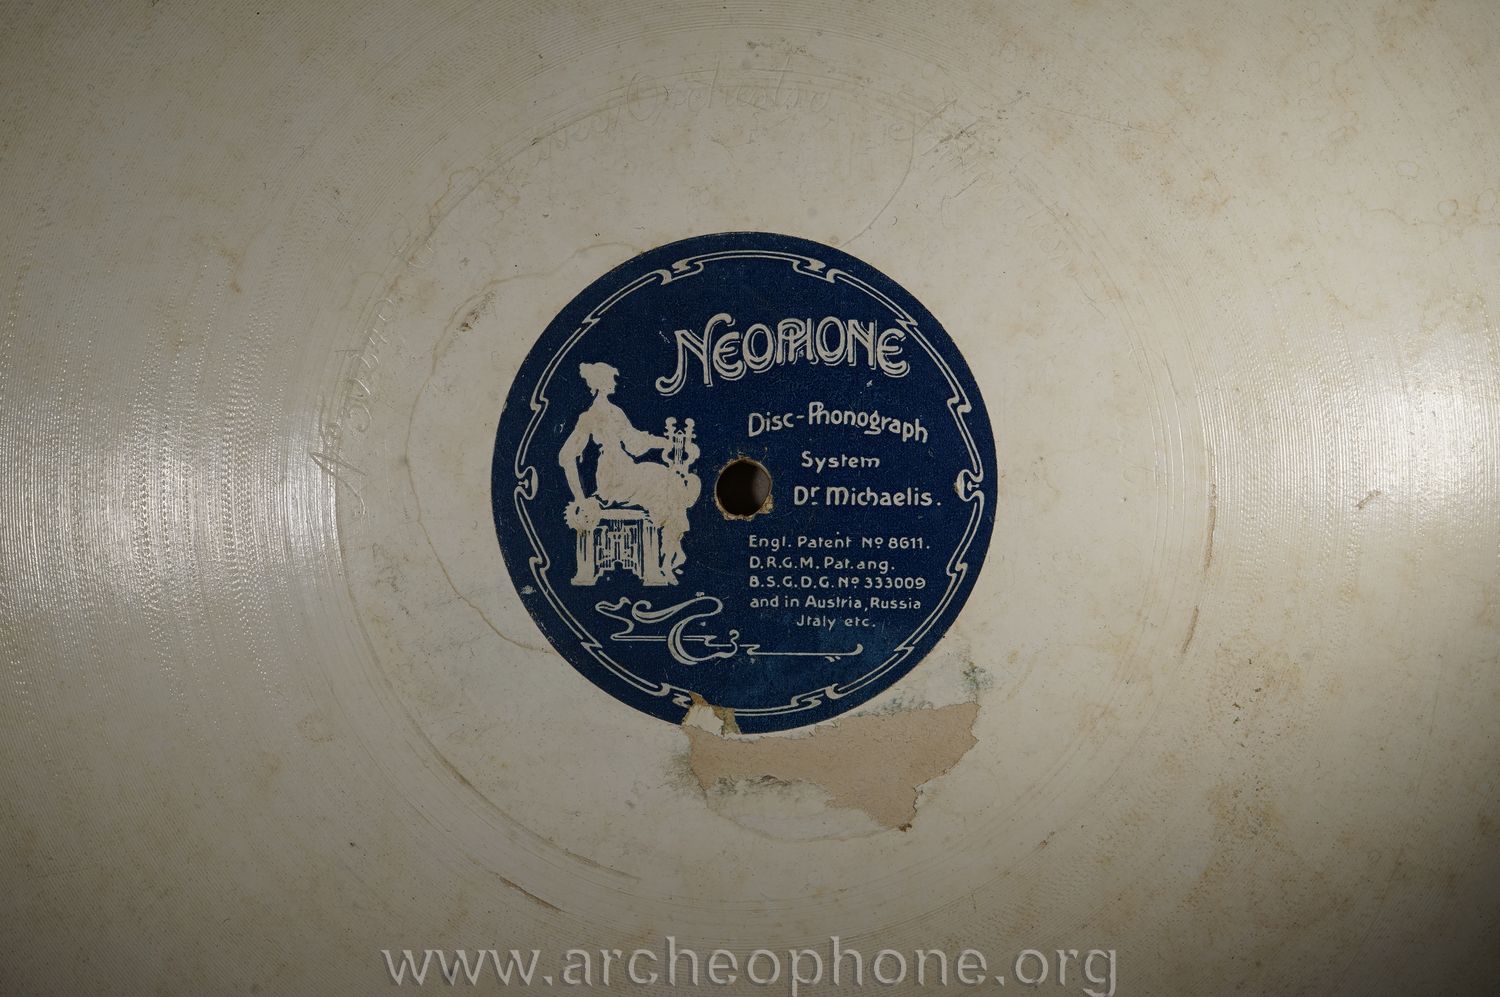 Orchestra
NEOPHONE
Disc-Phonograph
System
Dr. Michaelis.
Engl. Patent No 8611.
D.R.G.M. Pat. ang.
B.S.G.D.G. No 333009
and in Austria, Russia
Jtaly etc.
www.archeophone.org